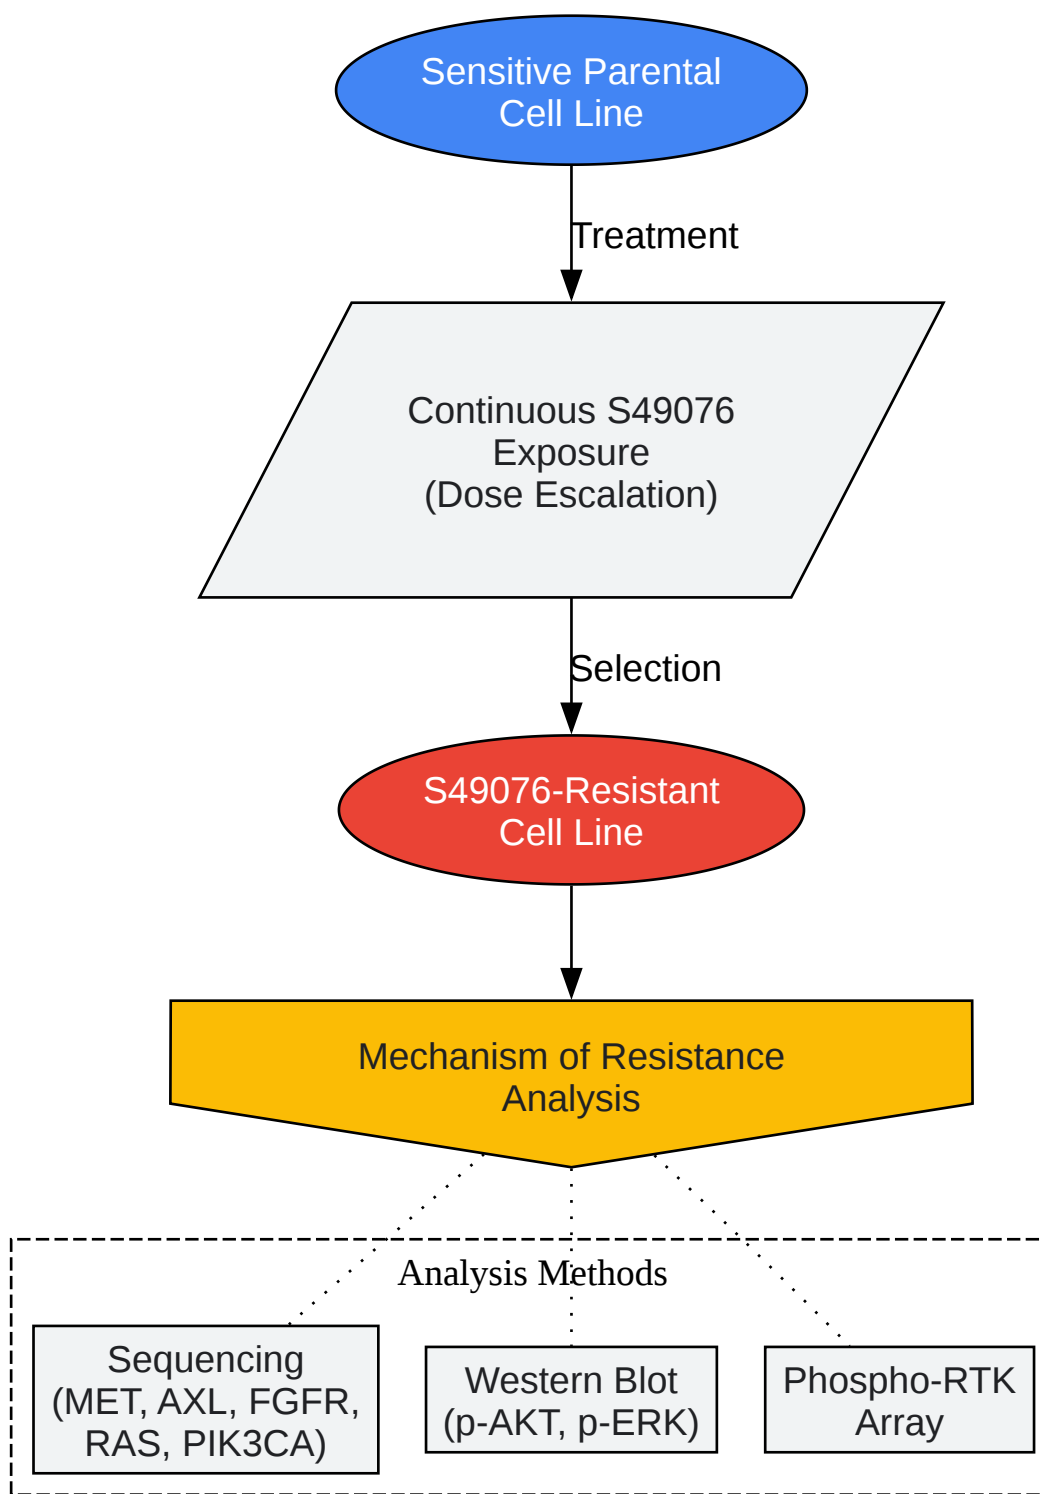 Sensitive Parental
Cell Line
Treatment
Continuous S49076
Exposure
(Dose Escalation)
Selection
S49076-Resistant
Cell Line
Mechanism of Resistance
Analysis
Analysis Methods
Sequencing
(MET, AXL, FGFR,
RAS, PIK3CA)
Western Blot
(p-AKT, p-ERK)
Phospho-RTK
Array